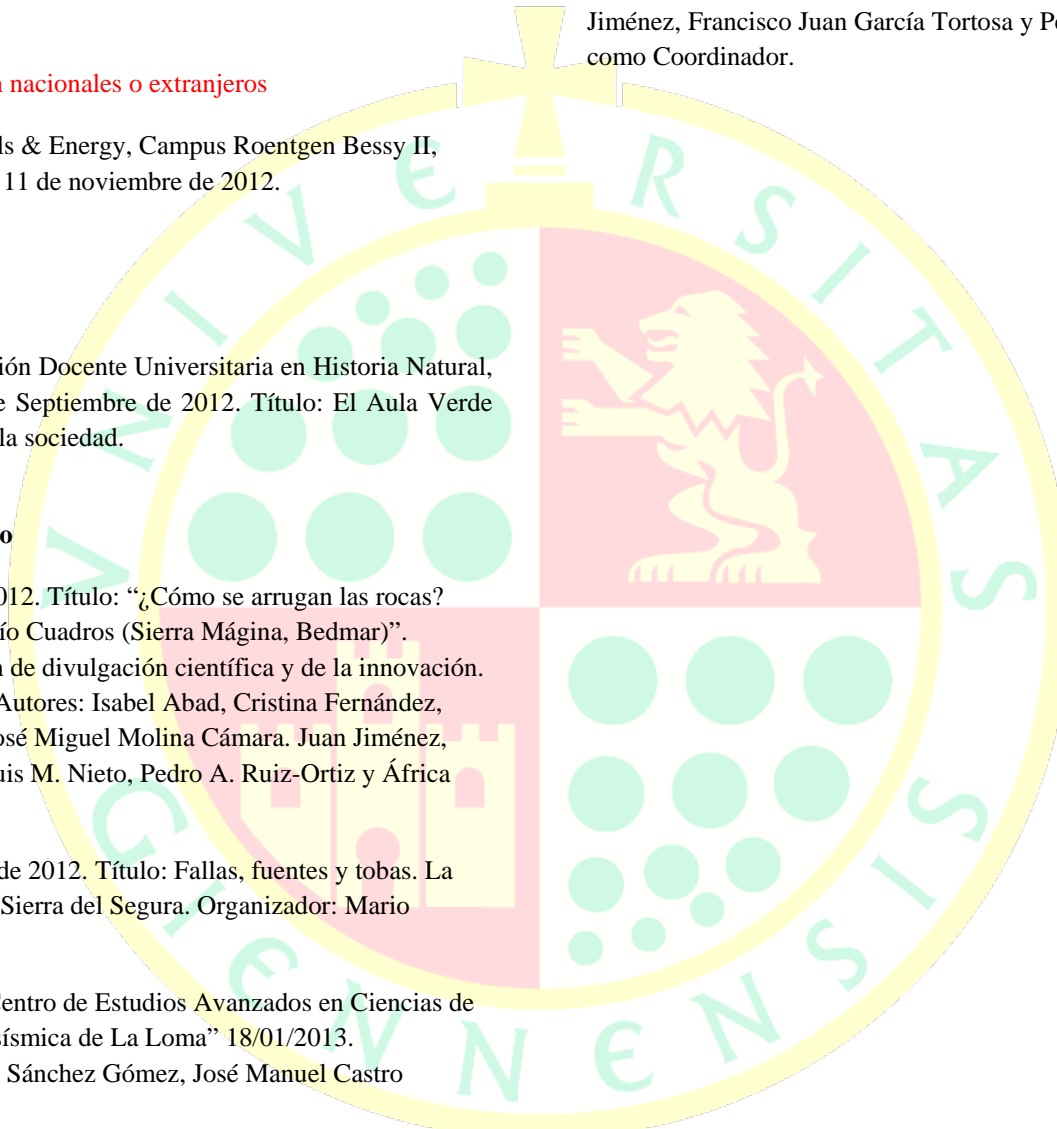 n nacionales o extranjeros
ls & Energy, Campus Roentgen Bessy II,
11 de noviembre de 2012.
ión Docente Universitaria en Historia Natural,
e Septiembre de 2012. Título: El Aula Verde
la sociedad.
o
012. Título: “¿Cómo se arrugan las rocas?
ío Cuadros (Sierra Mágina, Bedmar)”.
n de divulgación científica y de la innovación.
Autores: Isabel Abad, Cristina Fernández,
osé Miguel Molina Cámara. Juan Jiménez,
uis M. Nieto, Pedro A. Ruiz-Ortiz y África
de 2012. Título: Fallas, fuentes y tobas. La
Sierra del Segura. Organizador: Mario
Centro de Estudios Avanzados en Ciencias de
sísmica de La Loma” 18/01/2013.
Sánchez Gómez, José Manuel Castro
Jiménez, Francisco Juan García Tortosa y P
como Coordinador.
VNIVERSITAS
GIENNENSIS